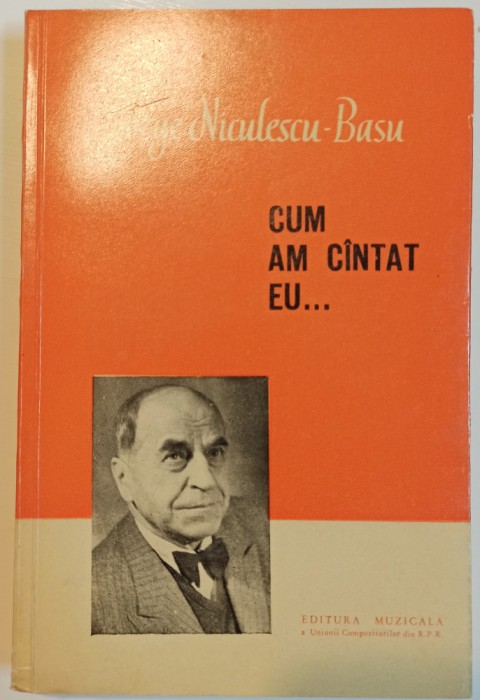 Niculescu-Basu
CUM
AM CÎNTAT
EU...
EDITURA MUZICALA
a Uniunii Compozitorilor din R.P.R.